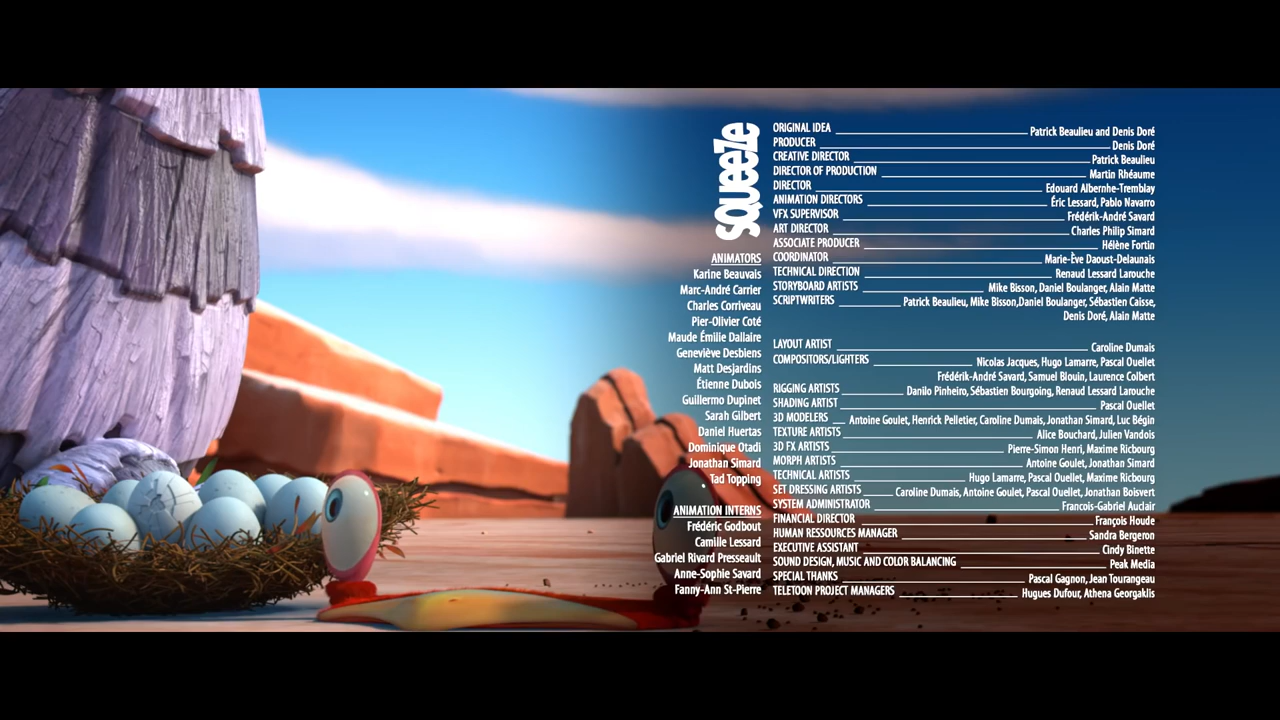 squeeze
ANIMATORS
Karine Beauvais
Marc-André Carrier
Charles Corriveau
Pier-Olivier Coté
Maude Émilie Dallaire
Geneviève Desbiens
Matt Desjardins
Étienne Dubois
Guillermo Dupinet
Sarah Gilbert
Daniel Huertas
Dominique Otadi
Jonathan Simard
Tad Topping
ANIMATION INTERNS
Frédéric Godbout
Camille Lessard
Gabriel Rivard Presseault
Anne-Sophie Savard
Fanny-Ann St-Pierre
ORIGINAL IDEA Patrick Beaulieu and Denis Doré
PRODUCER Denis Doré
CREATIVE DIRECTOR Patrick Beaulieu
DIRECTOR OF PRODUCTION Martin Rhéaume
DIRECTOR Edouard Albernhe-Tremblay
ANIMATION DIRECTORS Éric Lessard, Pablo Navarro
VFX SUPERVISOR Frédérik-André Savard
ART DIRECTOR Charles Philip Simard
ASSOCIATE PRODUCER Hélène Fortin
COORDINATOR Marie-Ève Daoust-Delaunais
TECHNICAL DIRECTION Renaud Lessard Larouche
STORYBOARD ARTISTS Mike Bisson, Daniel Boulanger, Alain Matte
SCRIPTWRITERS Patrick Beaulieu, Mike Bisson,Daniel Boulanger, Sébastien Caisse,
Denis Doré, Alain Matte
LAYOUT ARTIST Caroline Dumais
COMPOSITORS/LIGHTERS Nicolas Jacques, Hugo Lamarre, Pascal Ouellet
Frédérik-André Savard, Samuel Blouin, Laurence Colbert
RIGGING ARTISTS Danilo Pinheiro, Sébastien Bourgoing, Renaud Lessard Larouche
SHADING ARTIST Pascal Ouellet
3D MODELERS Antoine Goulet, Henrick Pelletier, Caroline Dumais, Jonathan Simard, Luc Bégin
TEXTURE ARTISTS Alice Bouchard, Julien Vandois
3D FX ARTISTS Pierre-Simon Henri, Maxime Ricbourg
MORPH ARTISTS Antoine Goulet, Jonathan Simard
TECHNICAL ARTISTS Hugo Lamarre, Pascal Ouellet, Maxime Ricbourg
SET DRESSING ARTISTS Caroline Dumais, Antoine Goulet, Pascal Ouellet, Jonathan Boisvert
SYSTEM ADMINISTRATOR Francois-Gabriel Auclair
FINANCIAL DIRECTOR François Houde
HUMAN RESSOURCES MANAGER Sandra Bergeron
EXECUTIVE ASSISTANT Cindy Binette
SOUND DESIGN, MUSIC AND COLOR BALANCING Peak Media
SPECIAL THANKS Pascal Gagnon, Jean Tourangeau
TELETOON PROJECT MANAGERS Hugues Dufour, Athena Georgaklis